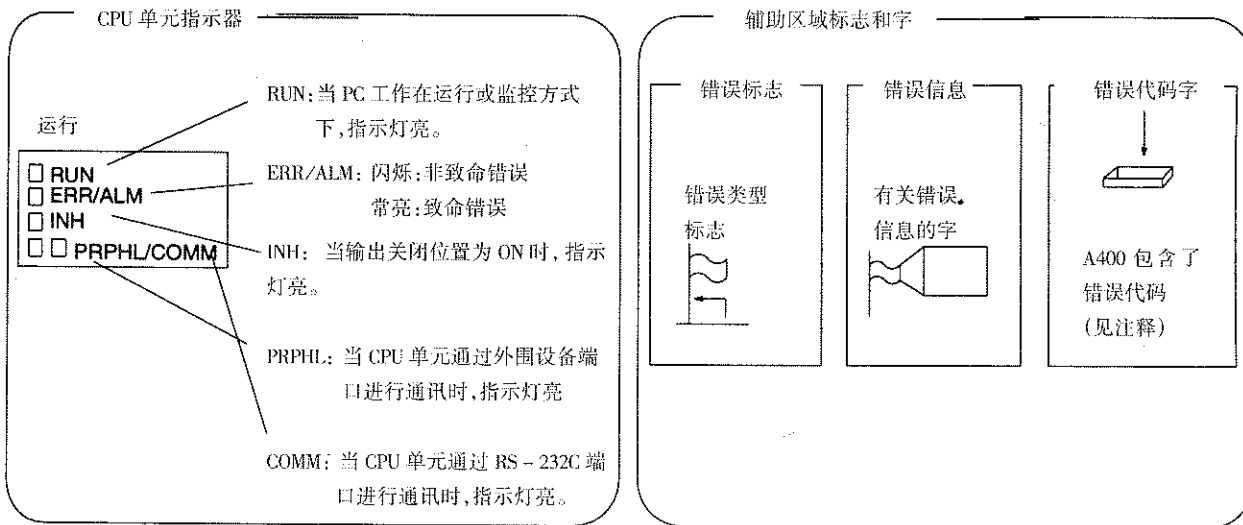 CPU 单元指示器
运行
RUN
ERR/ALM
INH
PRPHL/COMM
RUN:当 PC 工作在运行或监控方式
下,指示灯亮。
ERR/ALM: 闪烁:非致命错误
常亮:致命错误
INH: 当输出关闭位置为 ON 时, 指示
灯亮。
PRPHL: 当 CPU 单元通过外围设备端
口进行通讯时,指示灯亮
COMM: 当 CPU 单元通过 RS-232C 端
口进行通讯时,指示灯亮。
辅助区域标志和字
错误标志
错误类型
标志
错误信息
有关错误
信息的字
错误代码字
A400 包含了
错误代码
(见注释)